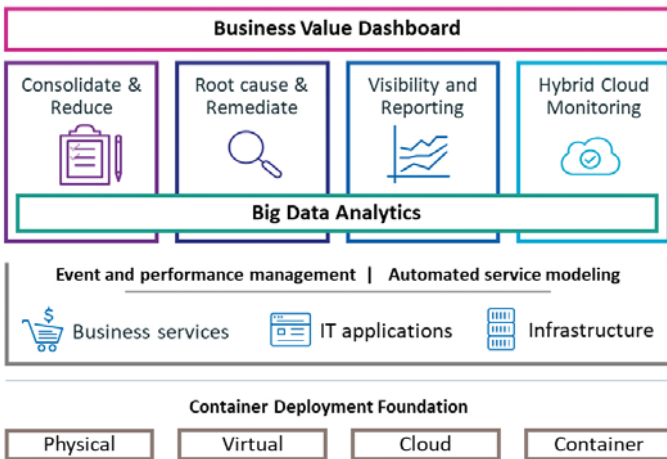 Business Value Dashboard
Consolidate &
Reduce
Root cause &
Remediate
Visibility and
Reporting
Hybrid Cloud
Monitoring
Big Data Analytics
Event and performance management | Automated service modeling
$
Business services
IT applications
Infrastructure
Container Deployment Foundation
Physical
Virtual
Cloud
Container